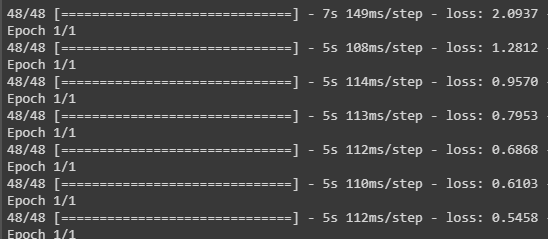 48/48 [==============================] - 7s 149ms/step - loss: 2.0937 -
Epoch 1/1
48/48 [==============================] - 5s 108ms/step - loss: 1.2812 -
Epoch 1/1
48/48 [==============================] - 5s 114ms/step - loss: 0.9570 -
Epoch 1/1
48/48 [==============================] - 5s 113ms/step - loss: 0.7953 -
Epoch 1/1
48/48 [==============================] - 5s 112ms/step - loss: 0.6868 -
Epoch 1/1
48/48 [==============================] - 5s 110ms/step - loss: 0.6103 -
Epoch 1/1
48/48 [==============================] - 5s 112ms/step - loss: 0.5458 -
Epoch 1/1